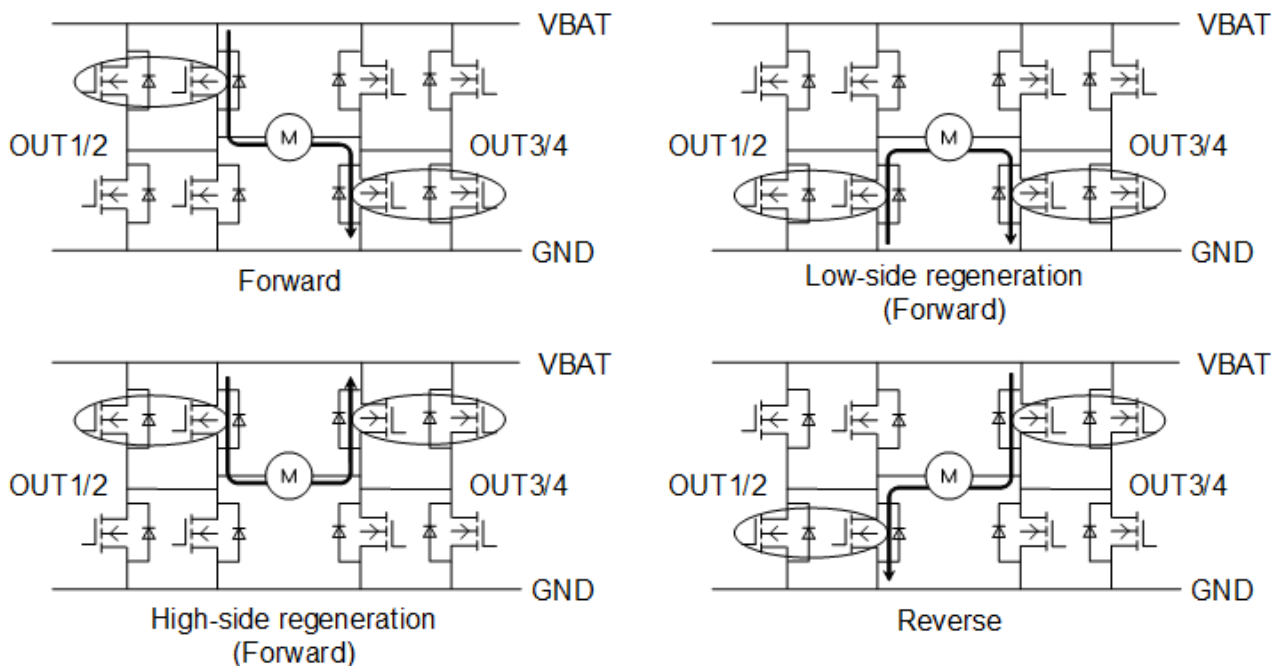 VBAT
OUT1/2
M
OUT3/4
GND
Forward
VBAT
OUT1/2
M
OUT3/4
GND
Low-side regeneration
(Forward)
VBAT
OUT1/2
M
OUT3/4
GND
High-side regeneration
(Forward)
VBAT
OUT1/2
M
OUT3/4
GND
Reverse